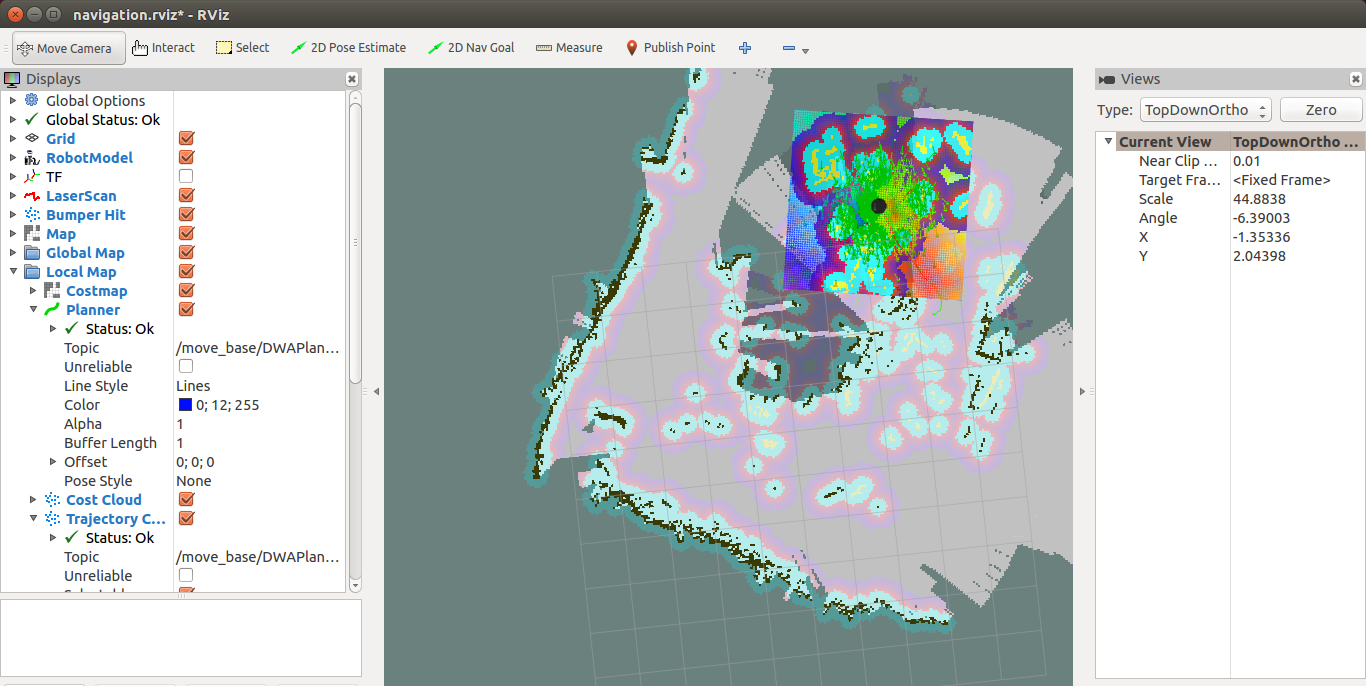 navigation.rviz* - RViz
Move Camera Interact Select 2D Pose Estimate 2D Nav Goal Measure Publish Point
Displays
Global Options
Global Status: Ok
Grid
RobotModel
TF
LaserScan
Bumper Hit
Map
Global Map
Local Map
Costmap
Planner
Status: Ok
Topic /move_base/DWAPlan...
Unreliable
Line Style Lines
Color 0; 12; 255
Alpha 1
Buffer Length 1
Offset 0; 0; 0
Pose Style None
Cost Cloud
Trajectory C...
Status: Ok
Topic /move_base/DWAPlan...
Unreliable
Views
Type: TopDownOrtho Zero
Current View TopDownOrtho ...
Near Clip ... 0.01
Target Fra... <Fixed Frame>
Scale 44.8838
Angle -6.39003
X -1.35336
Y 2.04398